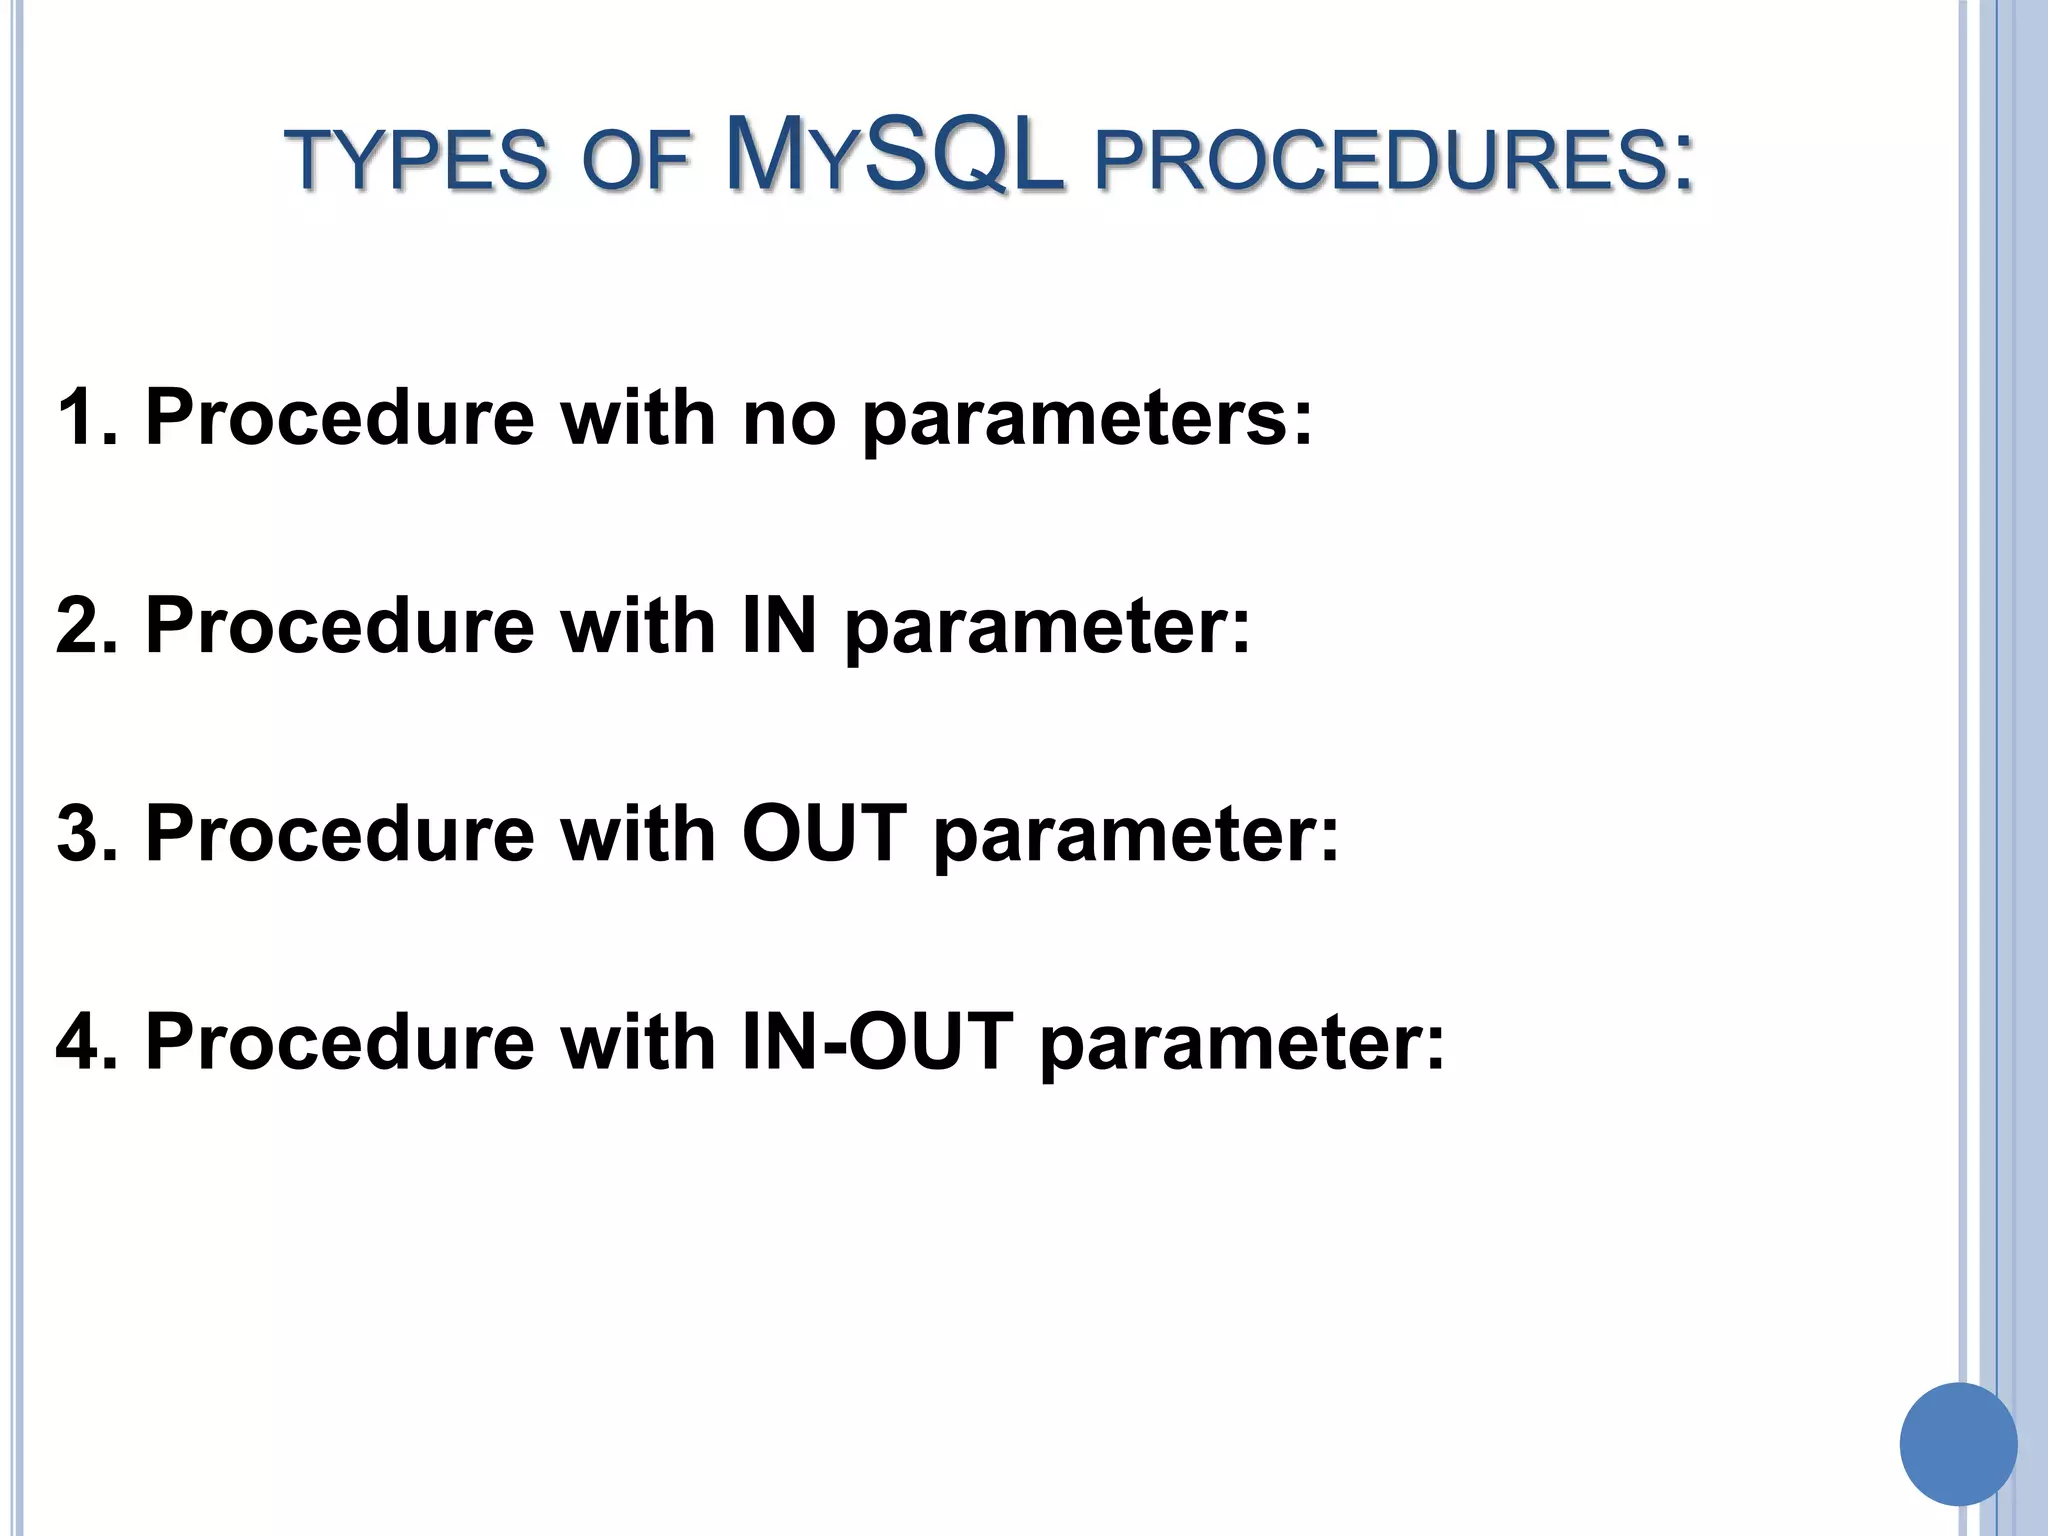 TYPES OF MYSQL PROCEDURES:
1. Procedure with no parameters:
2. Procedure with IN parameter:
3. Procedure with OUT parameter:
4. Procedure with IN-OUT parameter: